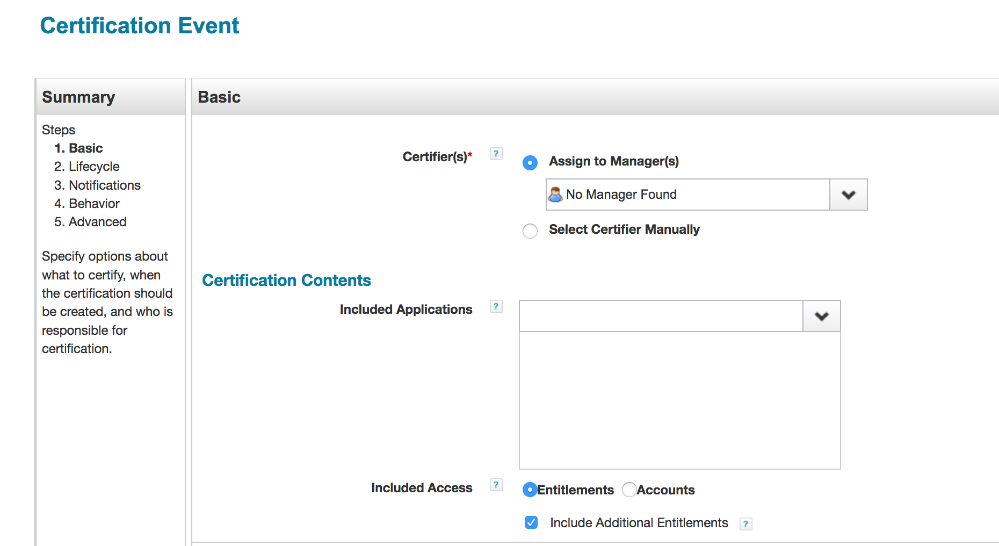 Certification Event
Summary
Steps
1. Basic
2. Lifecycle
3. Notifications
4. Behavior
5. Advanced
Specify options about
what to certify, when
the certification should
be created, and who is
responsible for
certification.
Basic
Certifier(s)* ?
Assign to Manager(s)
No Manager Found
Select Certifier Manually
Certification Contents
Included Applications ?
Included Access ? Entitlements Accounts
Include Additional Entitlements ?